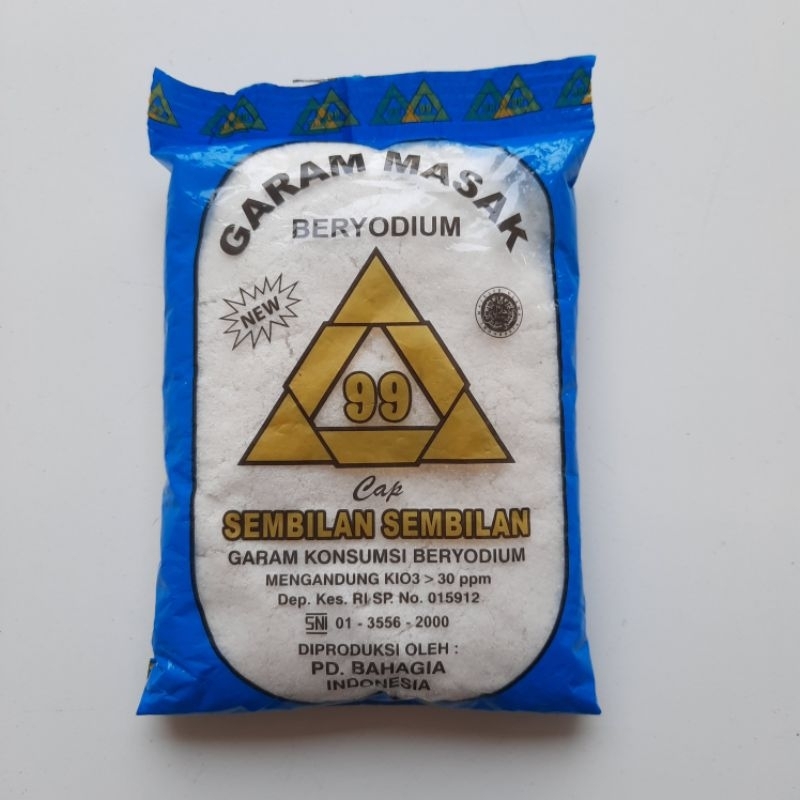 GARAM MASAK
BERYODIUM
NEW
99
Cap
SEMBILAN SEMBILAN
GARAM KONSUMSI BERYODIUM
MENGANDUNG KIO3 > 30 ppm
Dep. Kes. RI SP. No. 015912
SNI 01 - 3556 - 2000
DIPRODUKSI OLEH :
PD. BAHAGIA
INDONESIA